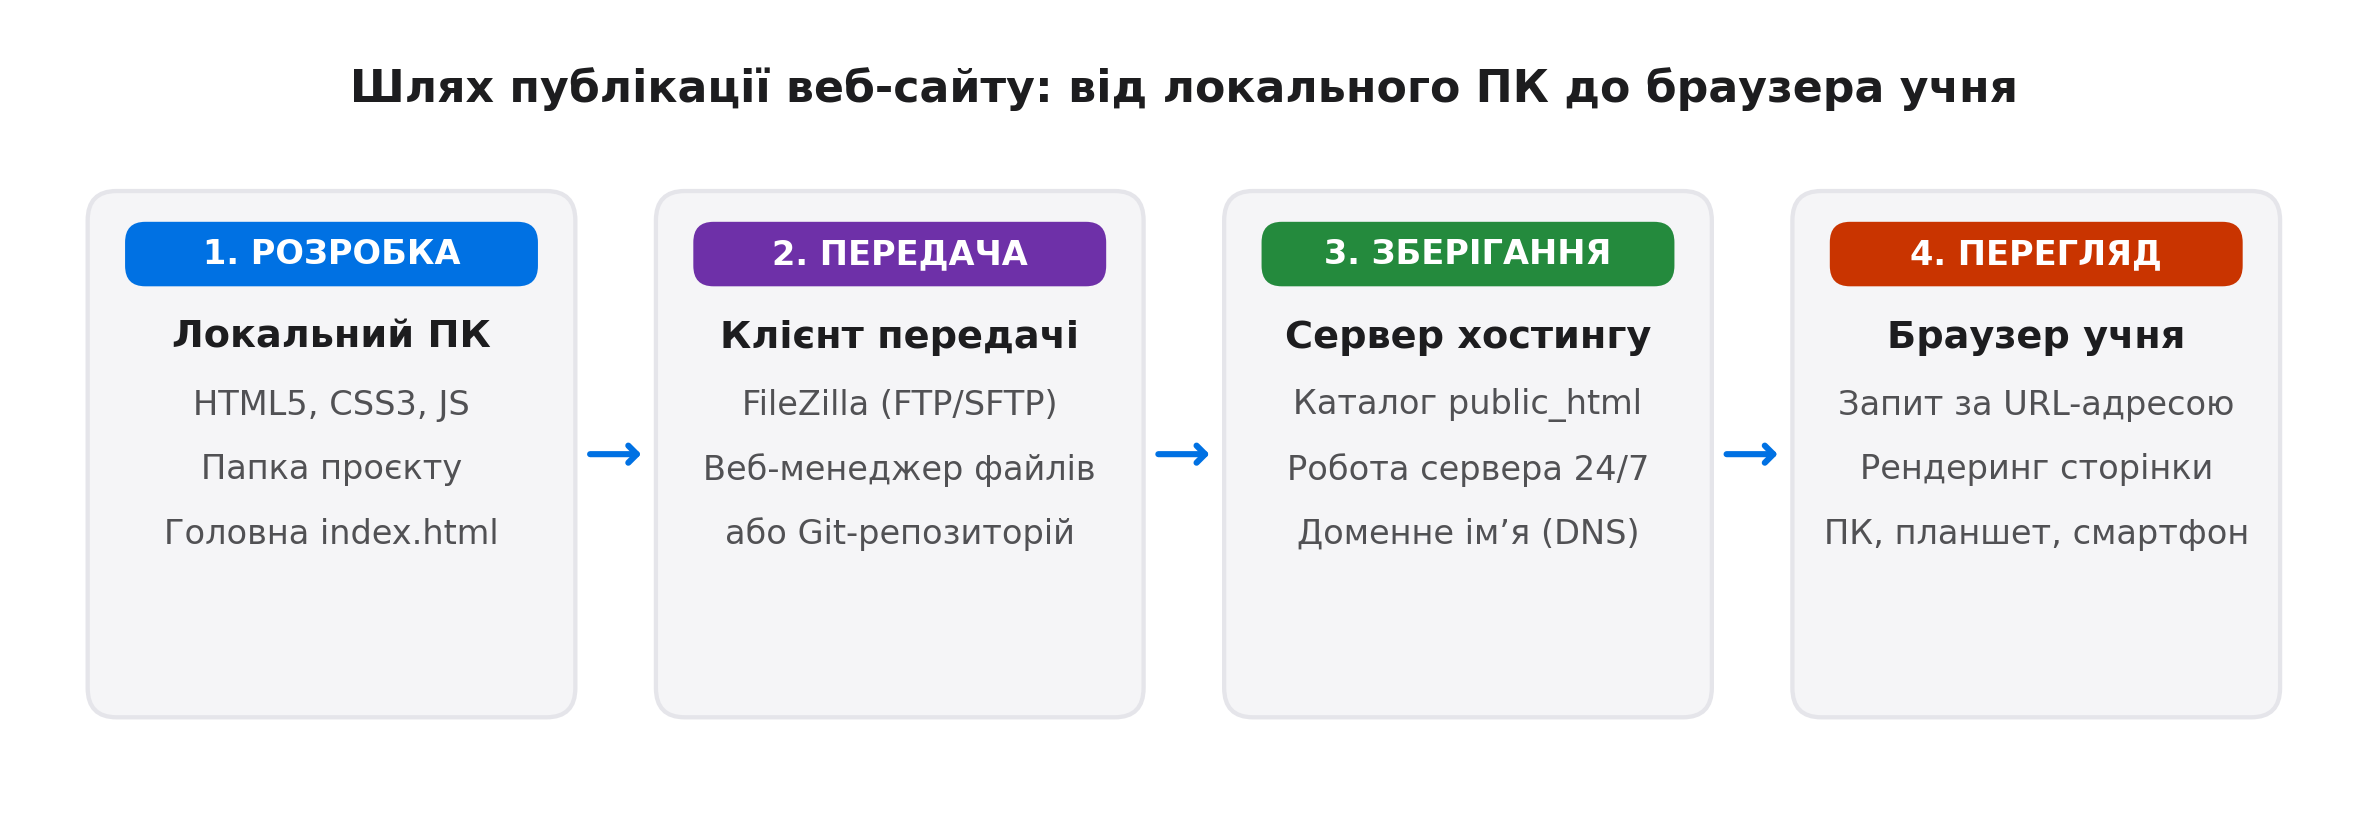 Шлях публікації веб-сайту: від локального ПК до браузера учня
1. РОЗРОБКА
Локальний ПК
HTML5, CSS3, JS
Папка проєкту
Головна index.html
2. ПЕРЕДАЧА
Клієнт передачі
FileZilla (FTP/SFTP)
Веб-менеджер файлів
або Git-репозиторій
3. ЗБЕРІГАННЯ
Сервер хостингу
Каталог public_html
Робота сервера 24/7
Доменне ім’я (DNS)
4. ПЕРЕГЛЯД
Браузер учня
Запит за URL-адресою
Рендеринг сторінки
ПК, планшет, смартфон